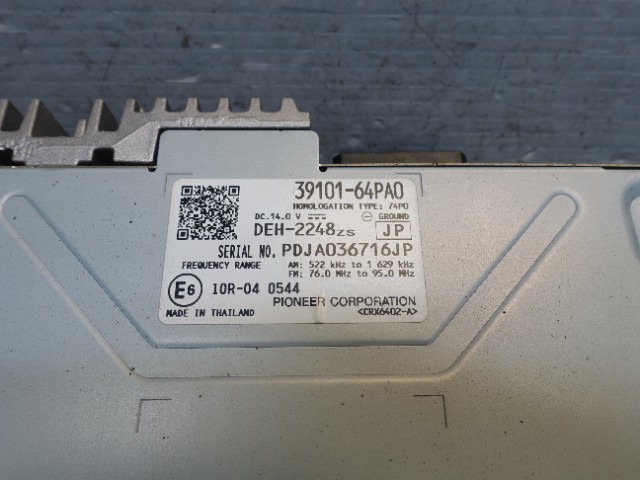 39101-64PA0
HOMOLOGATION TYPE: 74P0
DC.14.0 V ⎓ ⊖ GROUND
DEH-2248ZS JP
SERIAL NO. PDJA036716JP
FREQUENCY RANGE AM: 522 kHz to 1 629 kHz
FM: 76.0 MHz to 95.0 MHz
E6 10R-04 0544
PIONEER CORPORATION
MADE IN THAILAND <CRX6402-A>